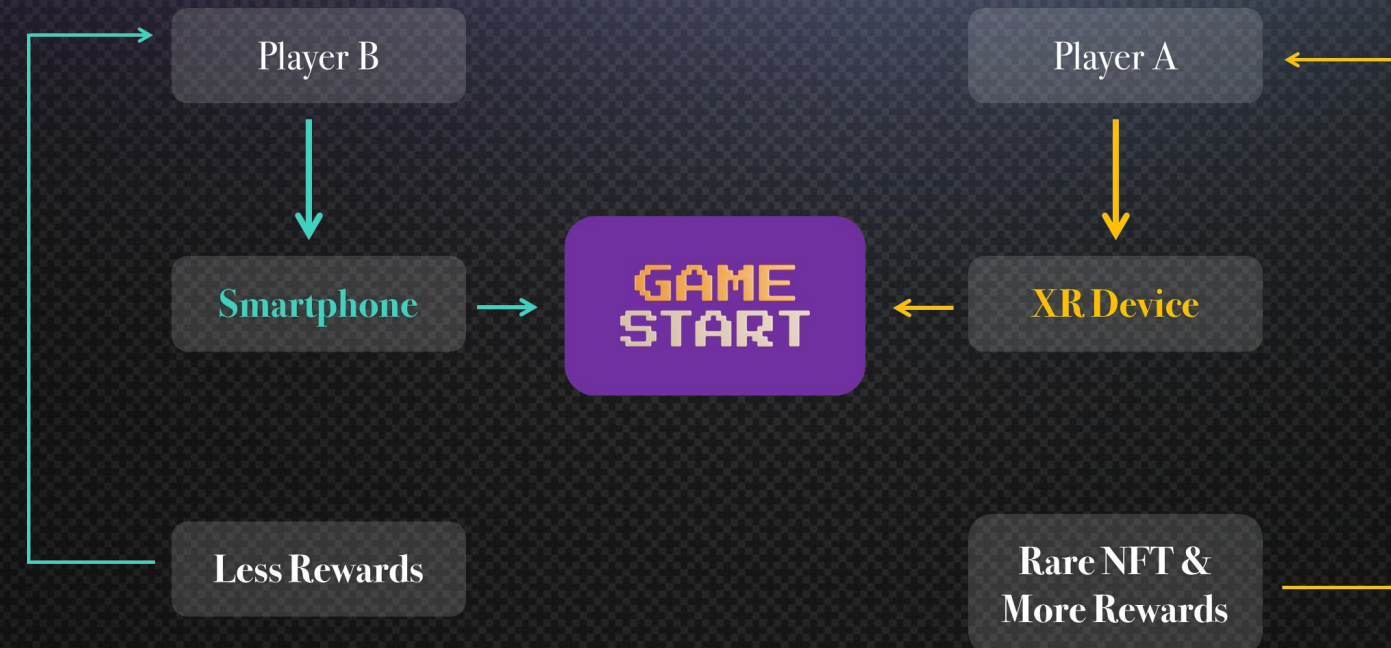 Player B
Player A
Smartphone
GAME
START
XR Device
Less Rewards
Rare NFT &
More Rewards